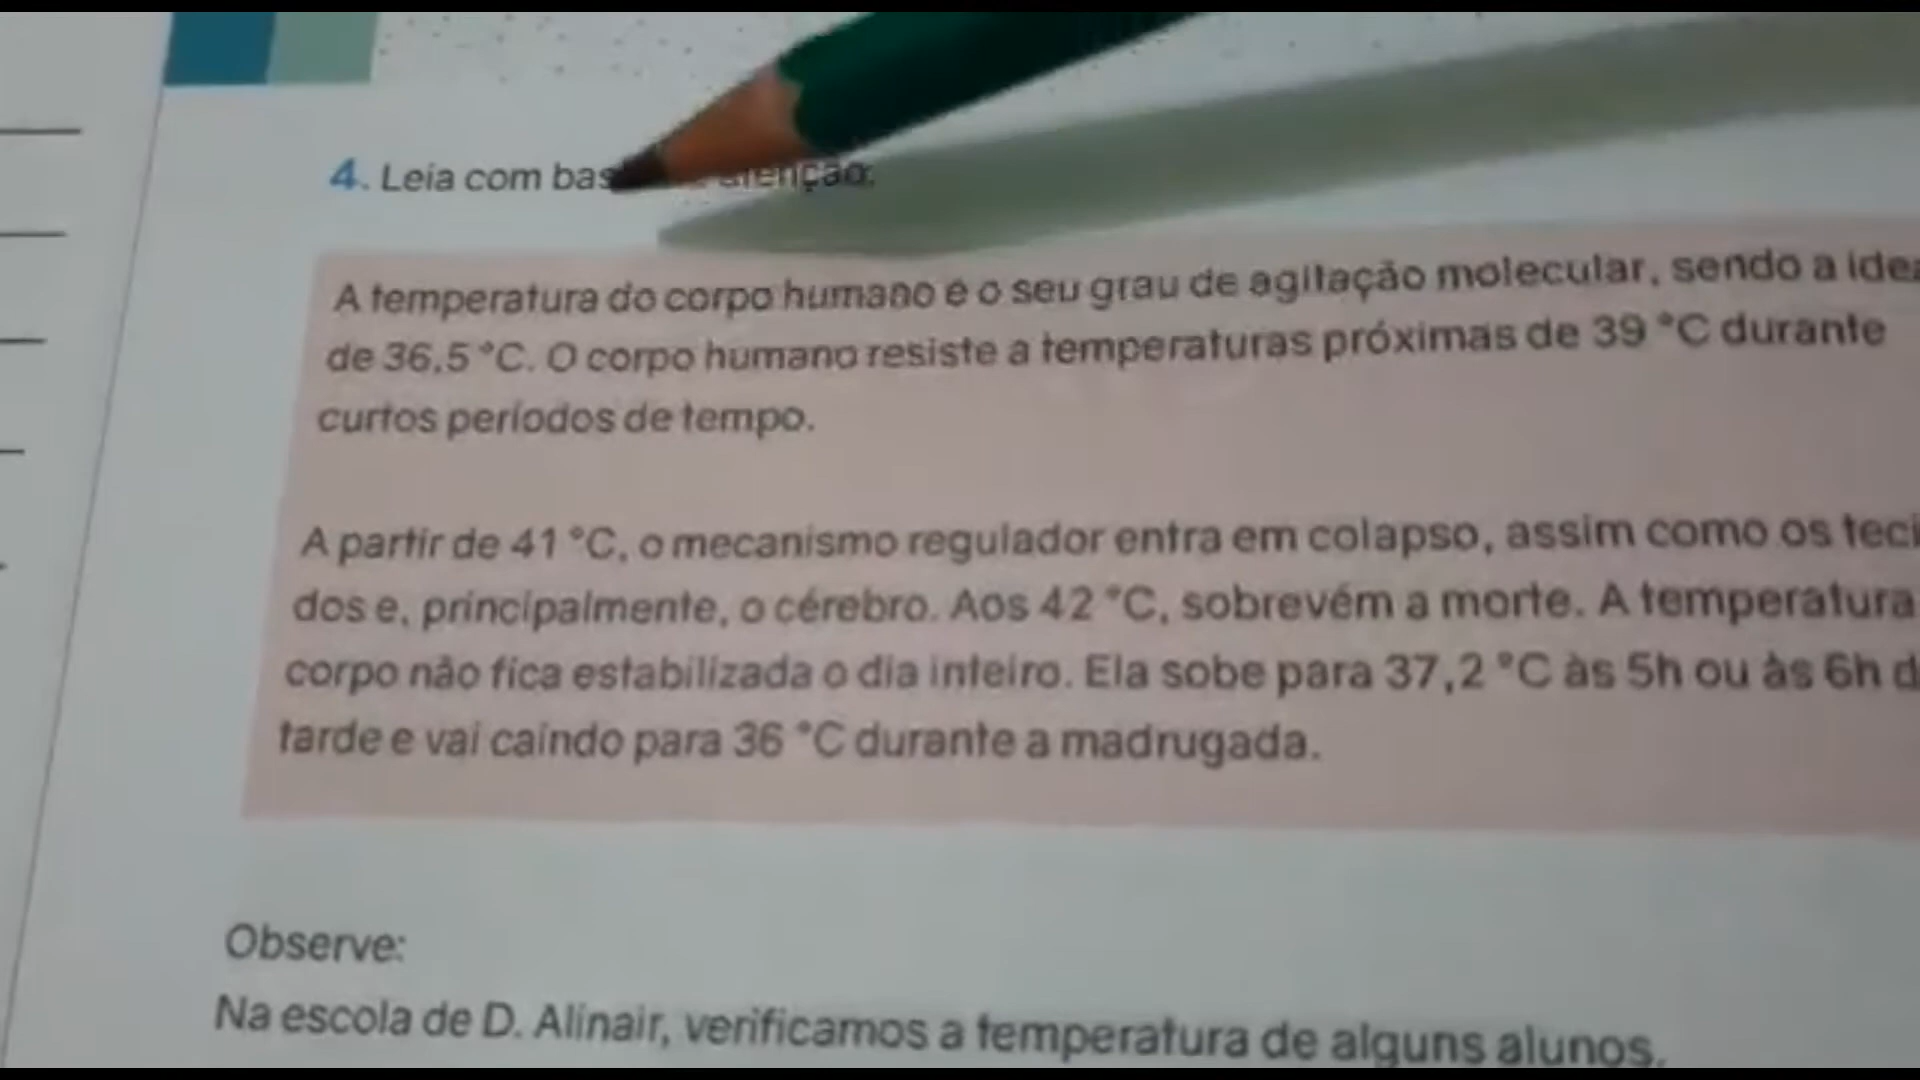 4. Leia com bas atenção:
A temperatura do corpo humano é o seu grau de agitação molecular, sendo a idea
de 36,5 °C. O corpo humano resiste a temperaturas próximas de 39 °C durante
curtos períodos de tempo.
A partir de 41 °C, o mecanismo regulador entra em colapso, assim como os teci
dos e, principalmente, o cérebro. Aos 42 °C, sobrevém a morte. A temperatura
corpo não fica estabilizada o dia inteiro. Ela sobe para 37,2 °C às 5h ou às 6h d
tarde e vai caindo para 36 °C durante a madrugada.
Observe:
Na escola de D. Alinair, verificamos a temperatura de alguns alunos.